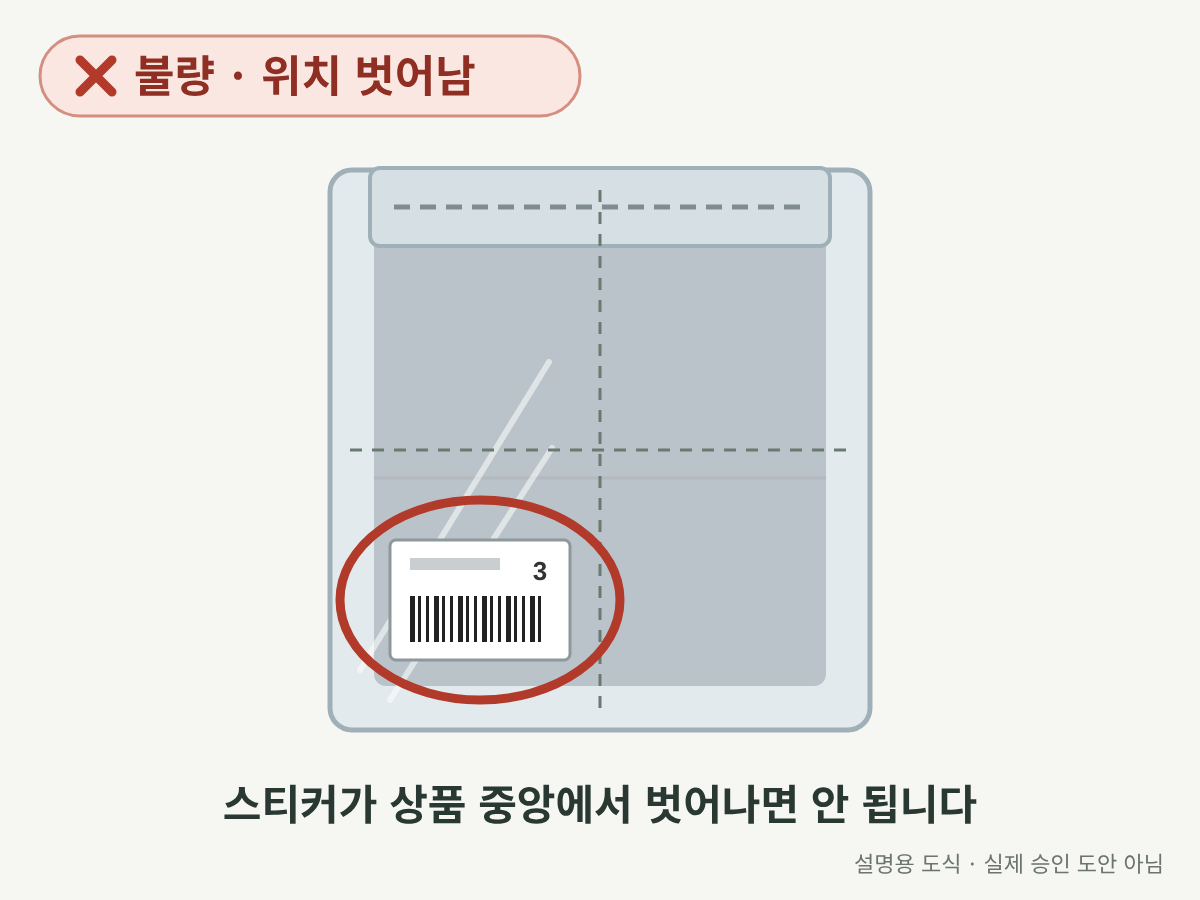 불량 · 위치 벗어남
3
스티커가 상품 중앙에서 벗어나면 안 됩니다
설명용 도식 · 실제 승인 도안 아님